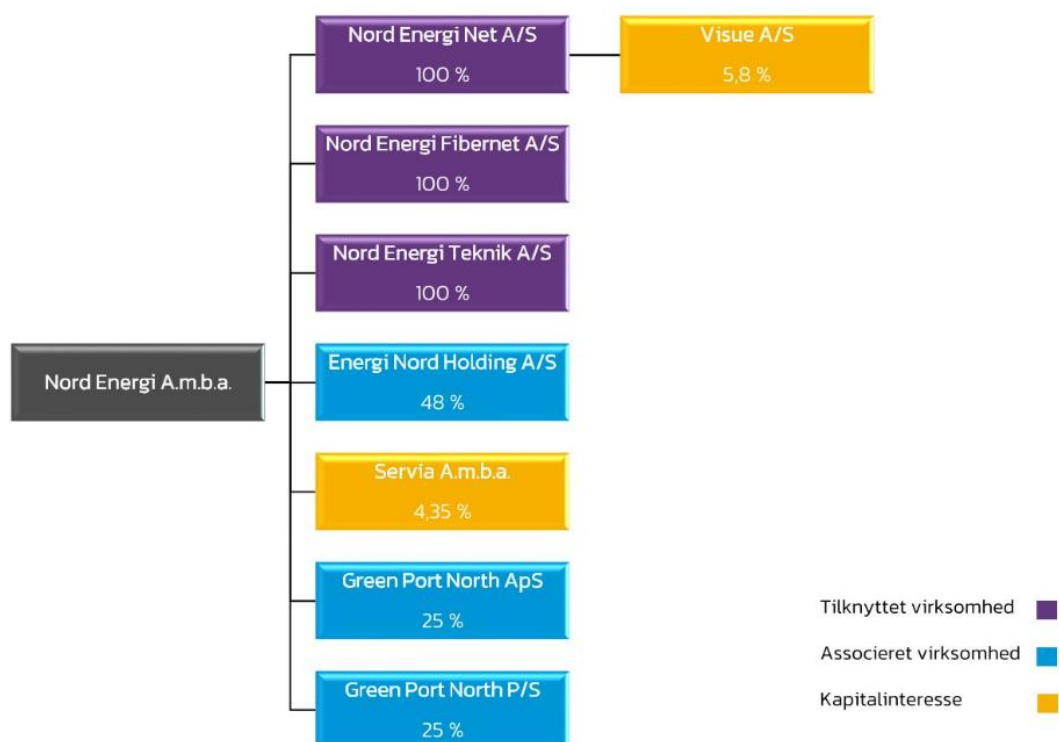 Nord Energi Net A/S
100 %
Visue A/S
5,8 %
Nord Energi Fibernet A/S
100 %
Nord Energi Teknik A/S
100 %
Nord Energi A.m.b.a.
Energi Nord Holding A/S
48 %
Servia A.m.b.a.
4,35 %
Green Port North ApS
25 %
Green Port North P/S
25 %
Tilknyttet virksomhed
Associeret virksomhed
Kapitalinteresse